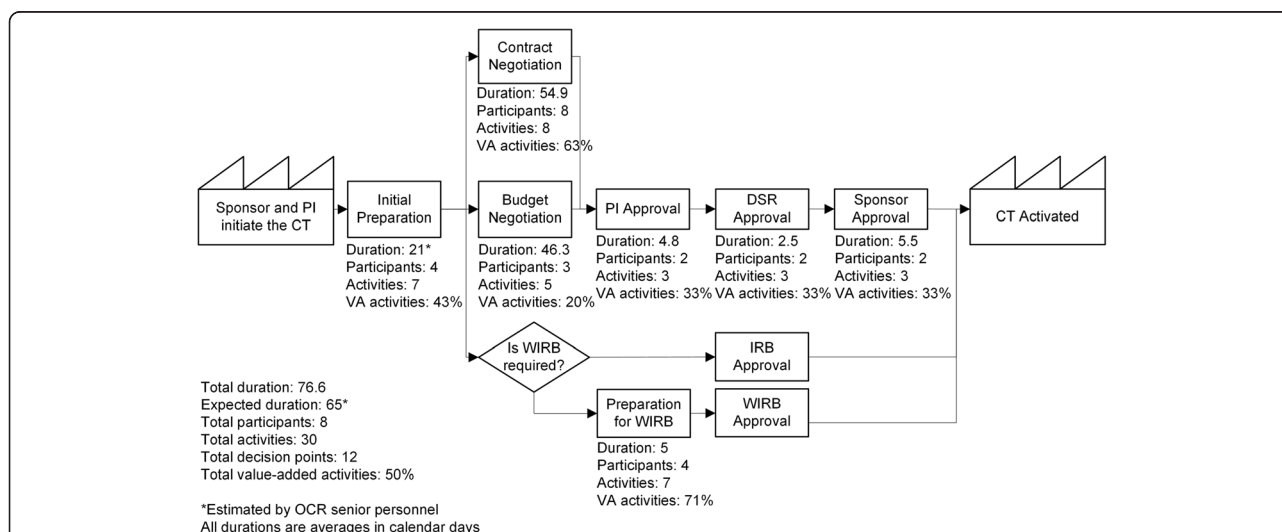 Contract
Negotiation
Duration: 54.9
Participants: 8
Activities: 8
VA activities: 63%
Sponsor and PI
initiate the CT
Initial
Preparation
Duration: 21*
Participants: 4
Activities: 7
VA activities: 43%
Budget
Negotiation
Duration: 46.3
Participants: 3
Activities: 5
VA activities: 20%
PI Approval
Duration: 4.8
Participants: 2
Activities: 3
VA activities: 33%
DSR
Approval
Duration: 2.5
Participants: 2
Activities: 3
VA activities: 33%
Sponsor
Approval
Duration: 5.5
Participants: 2
Activities: 3
VA activities: 33%
CT Activated
Is WIRB
required?
IRB
Approval
Preparation
for WIRB
Duration: 5
Participants: 4
Activities: 7
VA activities: 71%
WIRB
Approval
Total duration: 76.6
Expected duration: 65*
Total participants: 8
Total activities: 30
Total decision points: 12
Total value-added activities: 50%
*Estimated by OCR senior personnel
All durations are averages in calendar days